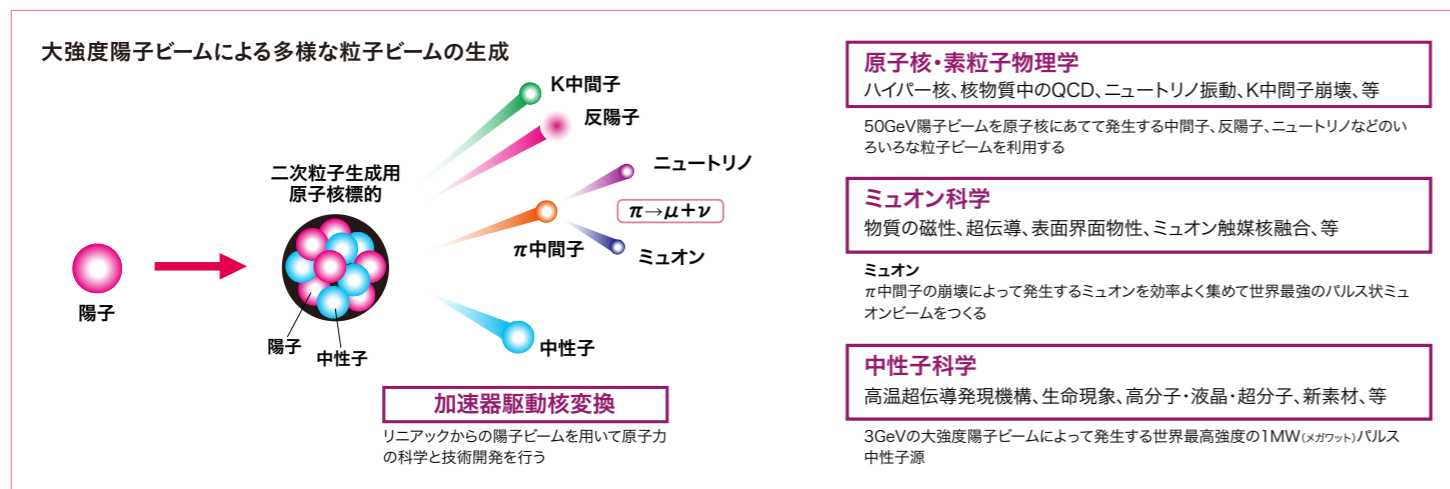 大強度陽子ビームによる多様な粒子ビームの生成
K中間子
反陽子
ニュートリノ
二次粒子生成用
原子核標的
π→μ+ν
π中間子
ミュオン
陽子
陽子
中性子
中性子
加速器駆動核変換
リニアックからの陽子ビームを用いて原子力
の科学と技術開発を行う
原子核・素粒子物理学
ハイパー核、核物質中のQCD、ニュートリノ振動、K中間子崩壊、等
50GeV陽子ビームを原子核にあてて発生する中間子、反陽子、ニュートリノなどのい
ろいろな粒子ビームを利用する
ミュオン科学
物質の磁性、超伝導、表面界面物性、ミュオン触媒核融合、等
ミュオン
π中間子の崩壊によって発生するミュオンを効率よく集めて世界最強のパルス状ミュ
オンビームをつくる
中性子科学
高温超伝導発現機構、生命現象、高分子・液晶・超分子、新素材、等
3GeVの大強度陽子ビームによって発生する世界最高強度の1MW(メガワット)パルス
中性子源